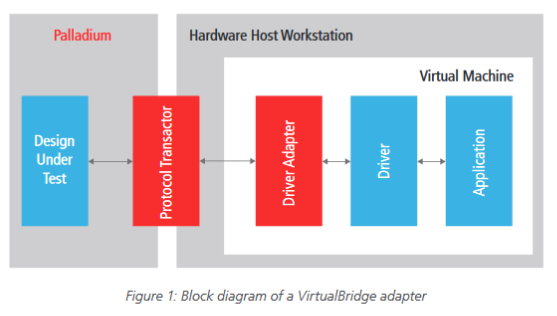 Palladium
Hardware Host Workstation
Virtual Machine
Design
Under
Test
Protocol Transactor
Driver Adapter
Driver
Application
Figure 1: Block diagram of a VirtualBridge adapter